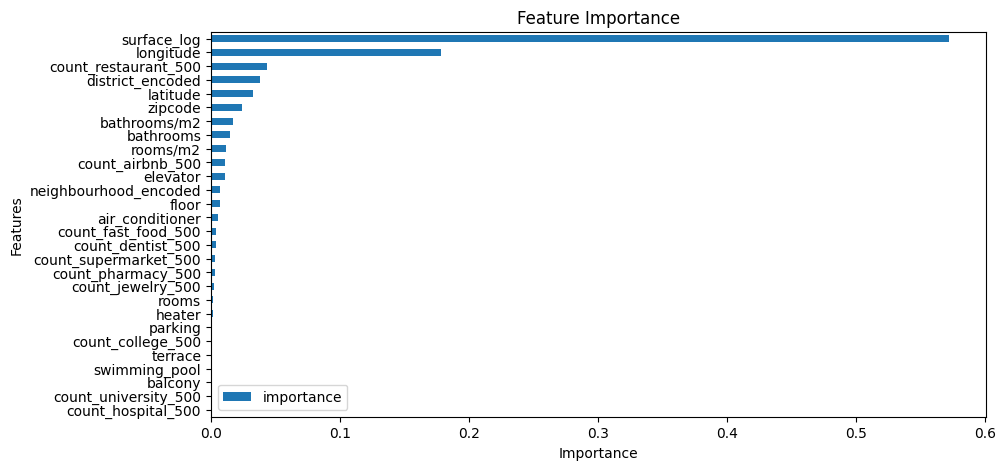 Feature Importance
Features
surface_log
longitude
count_restaurant_500
district_encoded
latitude
zipcode
bathrooms/m2
bathrooms
rooms/m2
count_airbnb_500
elevator
neighbourhood_encoded
floor
air_conditioner
count_fast_food_500
count_dentist_500
count_supermarket_500
count_pharmacy_500
count_jewelry_500
rooms
heater
parking
count_college_500
terrace
swimming_pool
balcony
count_university_500
count_hospital_500
importance
0.0 0.1 0.2 0.3 0.4 0.5 0.6
Importance